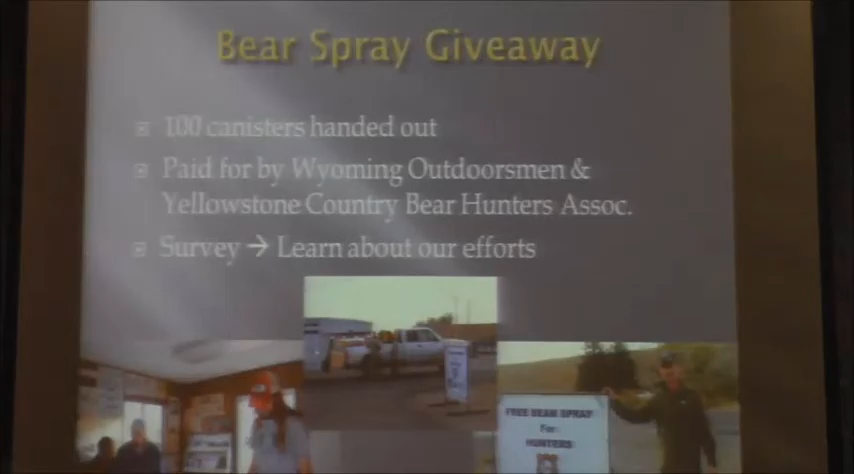 Bear Spray Giveaway
100 canisters handed out
Paid for by Wyoming Outdoorsmen &
Yellowstone Country Bear Hunters Assoc.
Survey → Learn about our efforts
FREE BEAR SPRAY
For
HUNTERS